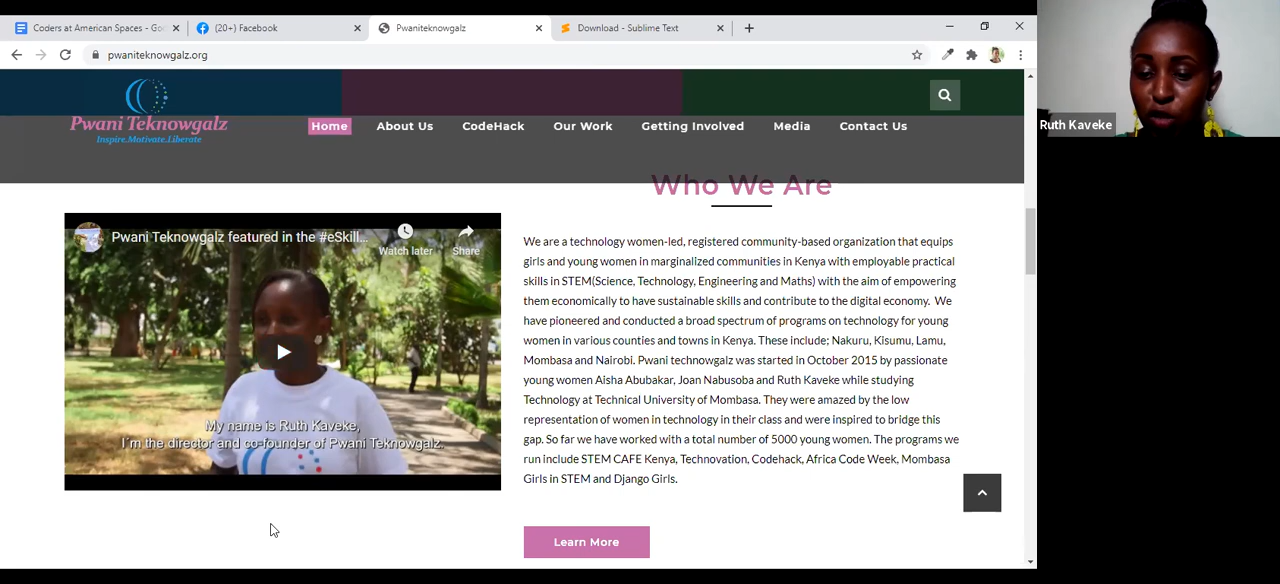 Coders at American Spaces - Go
(20+) Facebook
Pwaniteknowgalz
Download - Sublime Text
pwaniteknowgalz.org
Pwani Teknowgalz
Inspire.Motivate.Liberate
Home
About Us
CodeHack
Our Work
Getting Involved
Media
Contact Us
Ruth Kaveke
Who We Are
Pwani Teknowgalz featured in the #eSkill...
Watch later
Share
My name is Ruth Kaveke,
I´m the director and co-founder of Pwani Teknowgalz.
We are a technology women-led, registered community-based organization that equips
girls and young women in marginalized communities in Kenya with employable practical
skills in STEM(Science, Technology, Engineering and Maths) with the aim of empowering
them economically to have sustainable skills and contribute to the digital economy. We
have pioneered and conducted a broad spectrum of programs on technology for young
women in various counties and towns in Kenya. These include; Nakuru, Kisumu, Lamu,
Mombasa and Nairobi. Pwani technowgalz was started in October 2015 by passionate
young women Aisha Abubakar, Joan Nabusoba and Ruth Kaveke while studying
Technology at Technical University of Mombasa. They were amazed by the low
representation of women in technology in their class and were inspired to bridge this
gap. So far we have worked with a total number of 5000 young women. The programs we
run include STEM CAFE Kenya, Technovation, Codehack, Africa Code Week, Mombasa
Girls in STEM and Django Girls.
Learn More